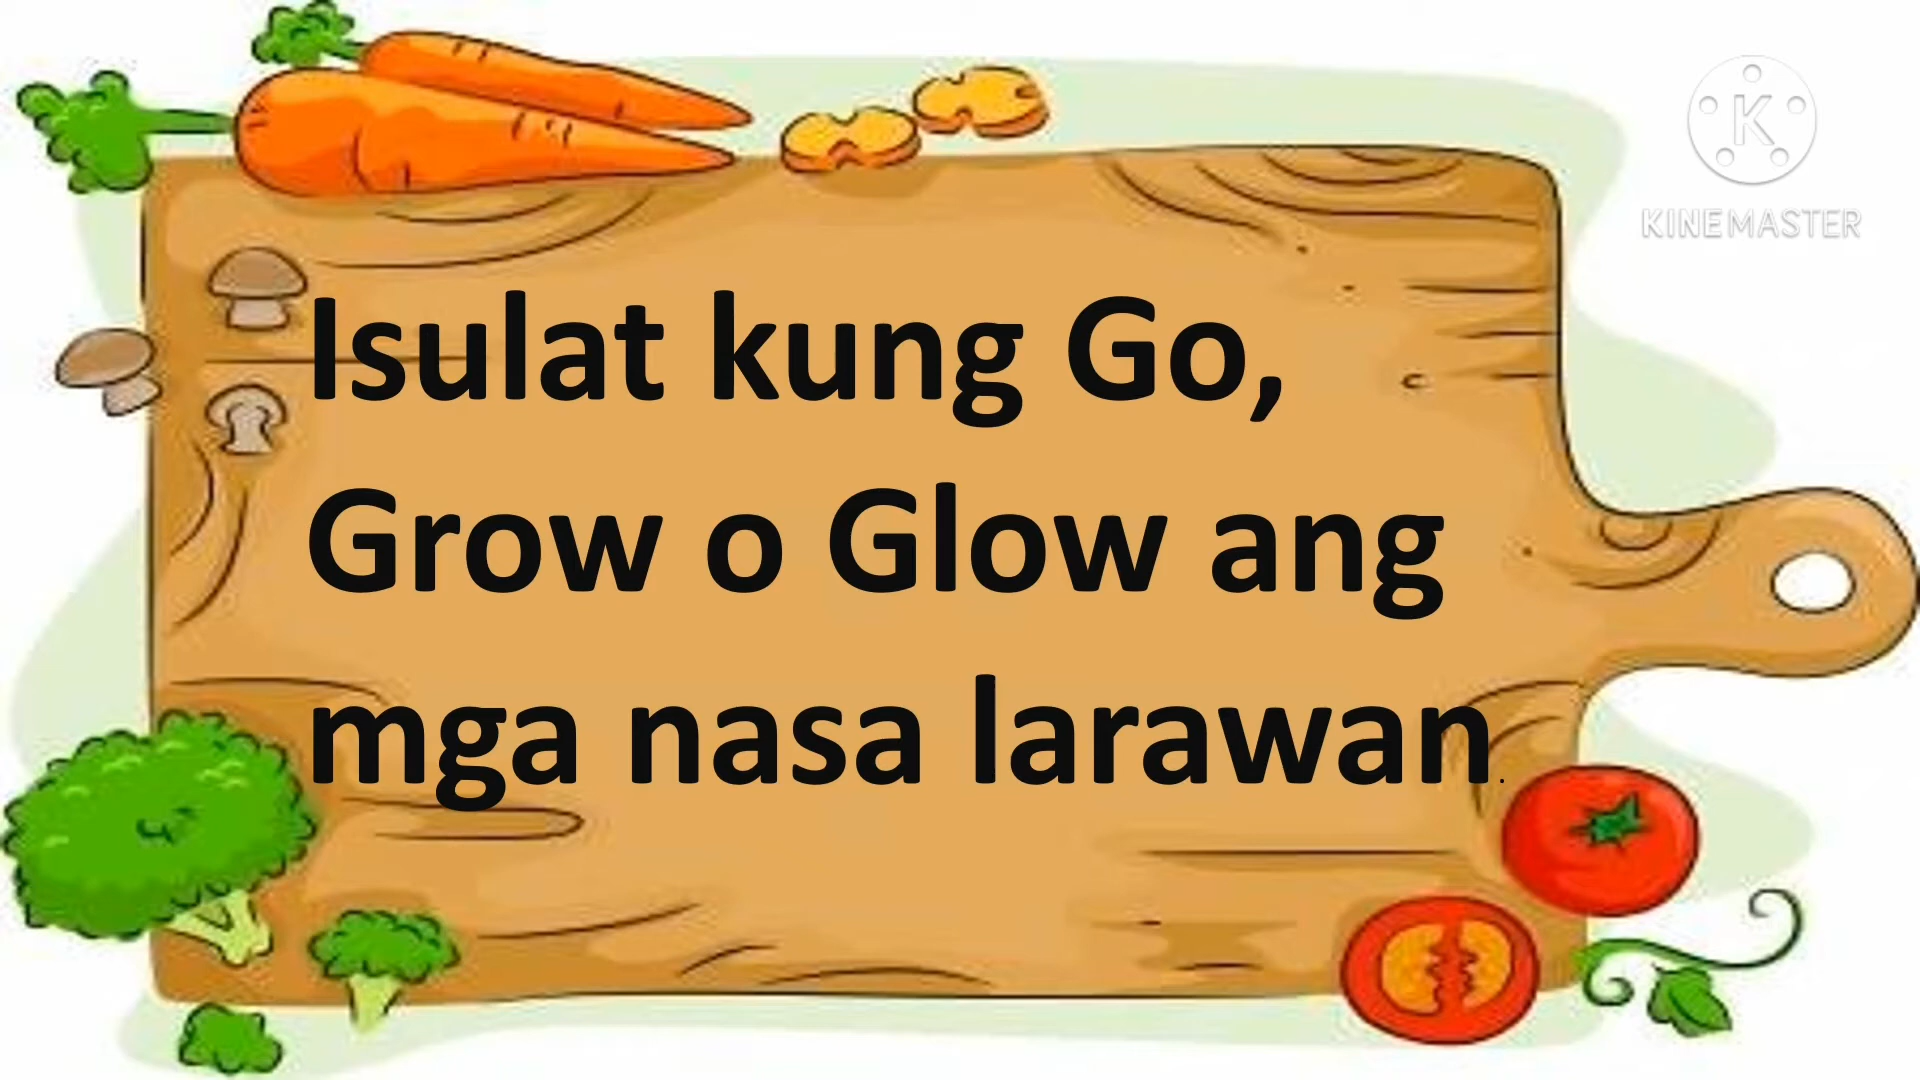 KINEMASTER
Isulat kung Go,
Grow o Glow ang
mga nasa larawan.